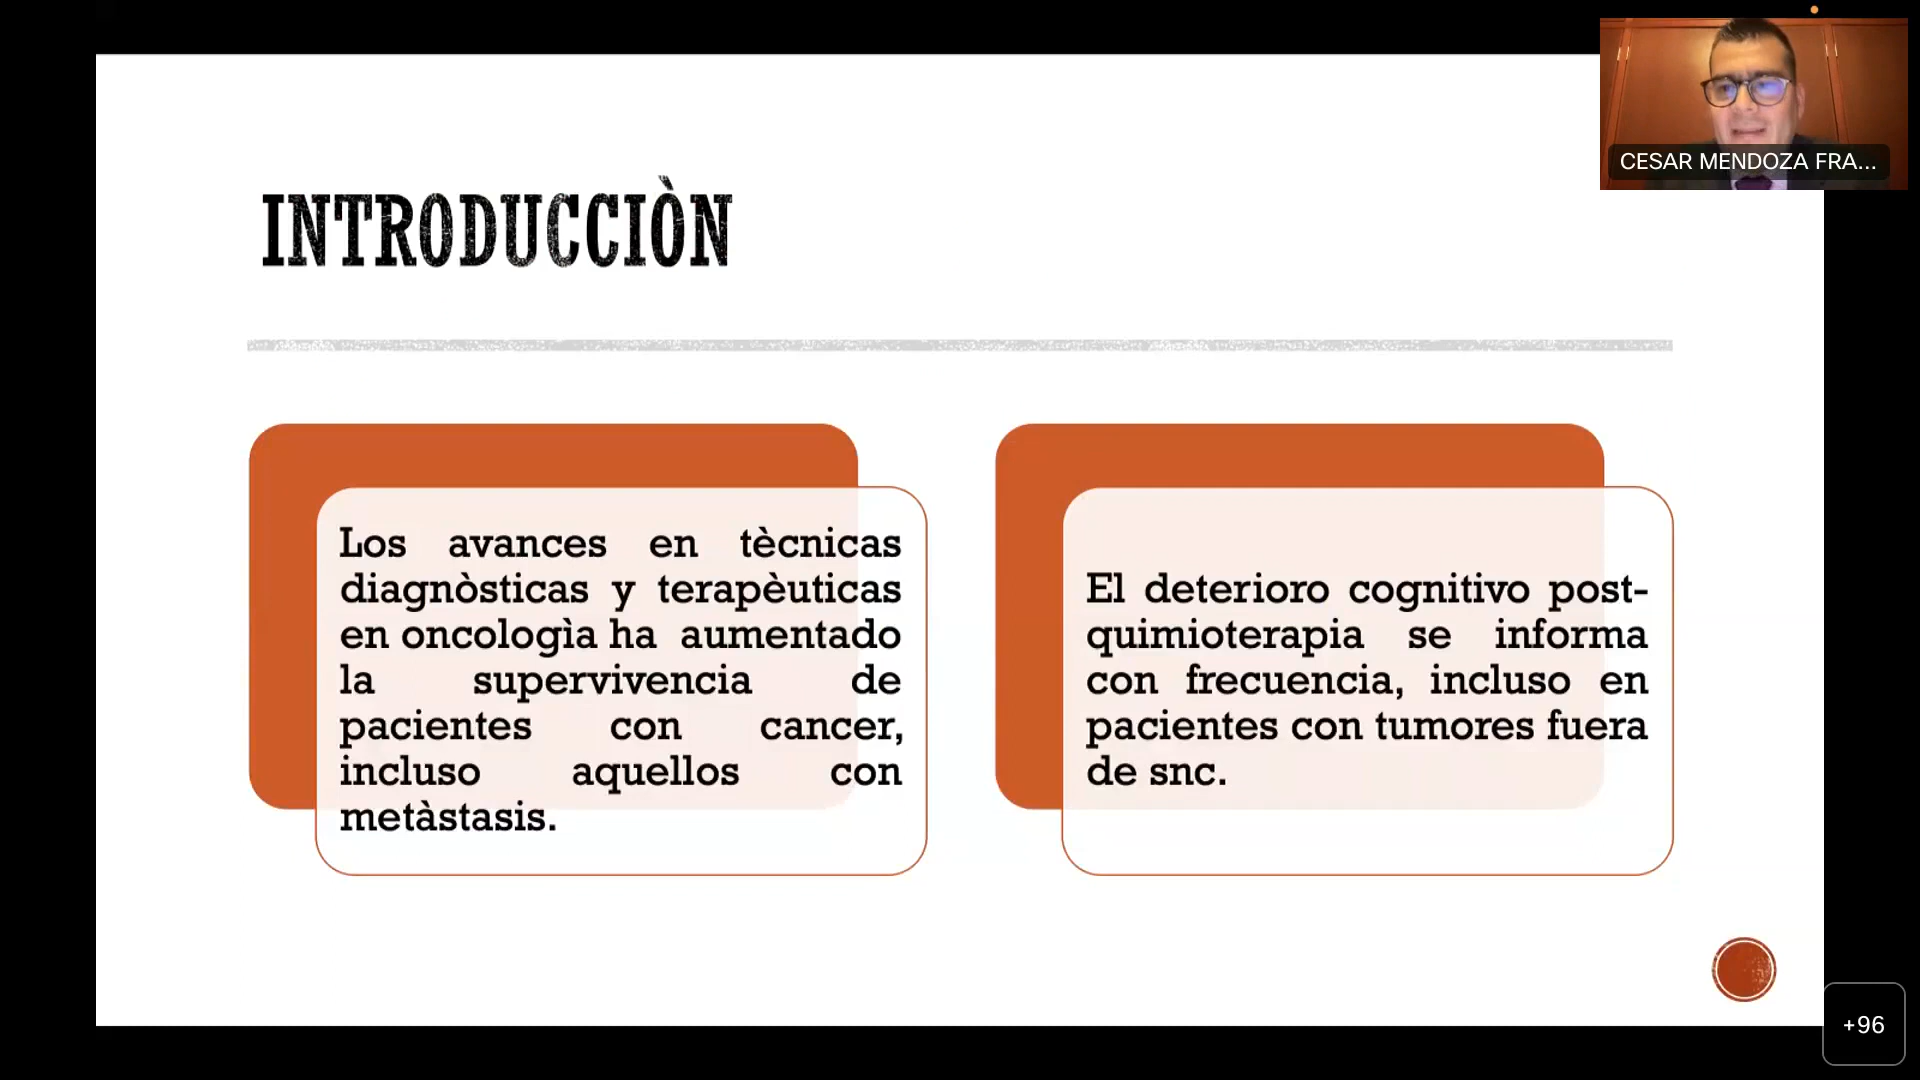 CESAR MENDOZA FRA...
INTRODUCCIÒN
Los avances en tècnicas
diagnòsticas y terapèuticas
en oncologìa ha aumentado
la supervivencia de
pacientes con cancer,
incluso aquellos con
metàstasis.
El deterioro cognitivo post-
quimioterapia se informa
con frecuencia, incluso en
pacientes con tumores fuera
de snc.
+96